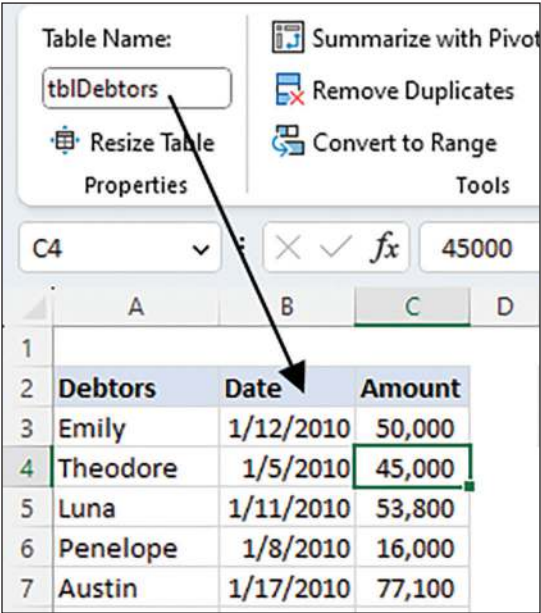 Table Name:
Summarize with Pivot
tblDebtors
Remove Duplicates
Resize Table
Convert to Range
Properties
Tools
C4
fx
45000
A B C D
1
2 Debtors Date Amount
3 Emily 1/12/2010 50,000
4 Theodore 1/5/2010 45,000
5 Luna 1/11/2010 53,800
6 Penelope 1/8/2010 16,000
7 Austin 1/17/2010 77,100